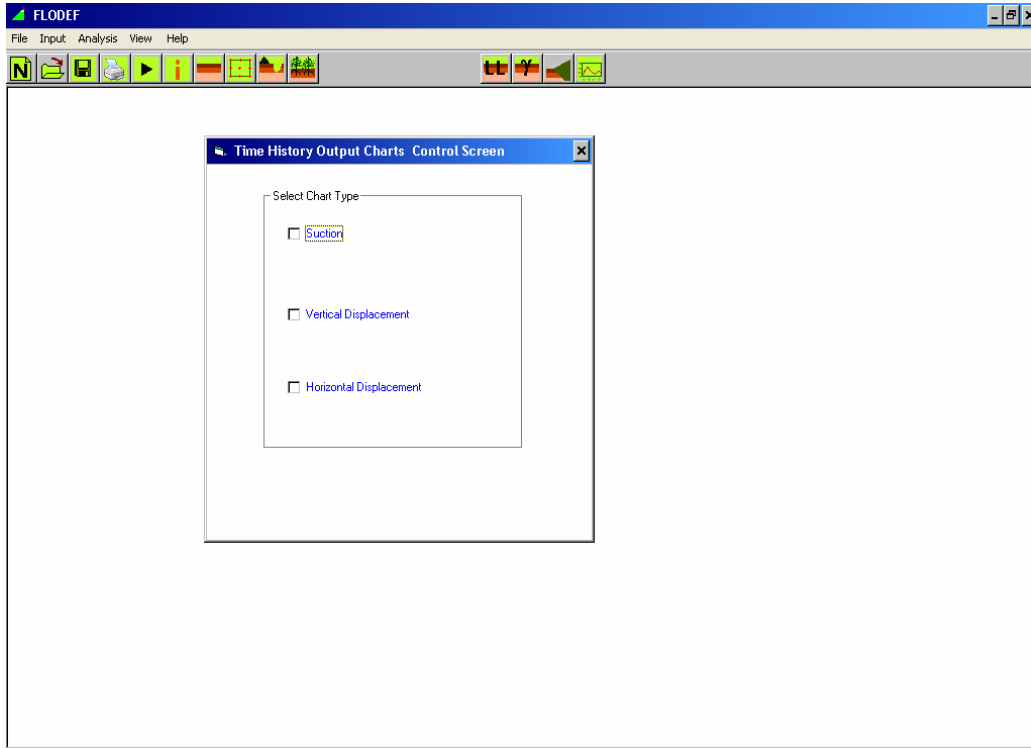 FLODEF
File Input Analysis View Help
N LL γ
Time History Output Charts Control Screen
Select Chart Type
Suction
Vertical Displacement
Horizontal Displacement